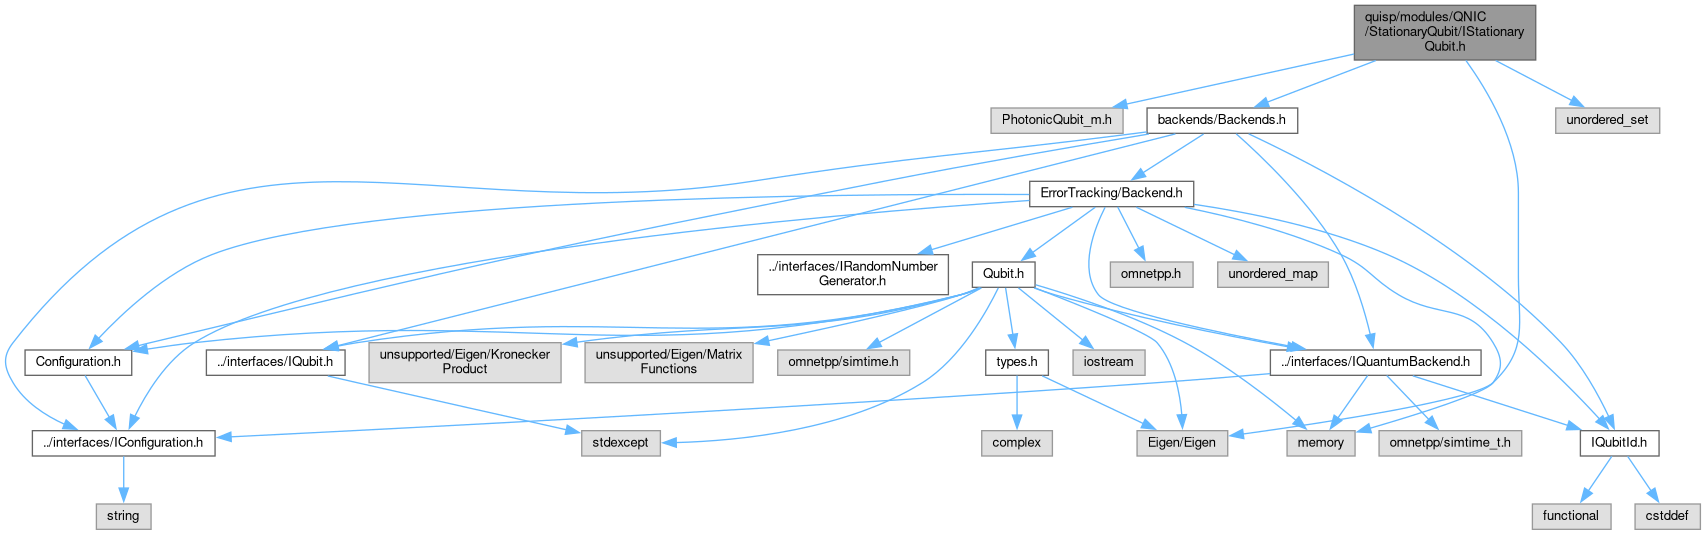 quisp/modules/QNIC
/StationaryQubit/IStationary
Qubit.h
PhotonicQubit_m.h
backends/Backends.h
unordered_set
ErrorTracking/Backend.h
../interfaces/IRandomNumber
Generator.h
Qubit.h
omnetpp.h
unordered_map
Configuration.h
../interfaces/IQubit.h
unsupported/Eigen/Kronecker
Product
unsupported/Eigen/Matrix
Functions
omnetpp/simtime.h
types.h
iostream
../interfaces/IQuantumBackend.h
../interfaces/IConfiguration.h
stdexcept
complex
Eigen/Eigen
memory
omnetpp/simtime_t.h
IQubitId.h
string
functional
cstddef